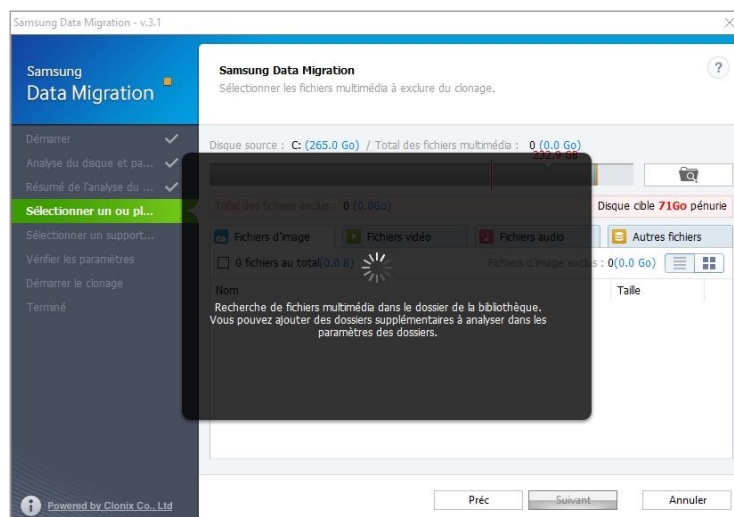 Samsung Data Migration - v.3.1
Samsung
Data Migration
Samsung Data Migration
?
Sélectionner les fichiers multimédia à exclure du clonage.
Démarrer
Analyse du disque et pa...
Résumé de l'analyse du ...
Sélectionner un ou pl...
Sélectionner un support...
Vérifier les paramètres
Démarrer le clonage
Terminé
Disque source : C: (265.0 Go) / Total des fichiers multimédia : 0 (0.0 Go)
232.9 GB
Total des fichiers exclus : 0 (0.0Go)
Disque cible 71Go pénurie
Fichiers d'image
Fichiers vidéo
Fichiers audio
Autres fichiers
0 fichiers au total(0.0 B)
Fichiers d'image exclus : 0(0.0 Go)
Nom
Taille
Recherche de fichiers multimédia dans le dossier de la bibliothèque.
Vous pouvez ajouter des dossiers supplémentaires à analyser dans les
paramètres des dossiers.
Powered by Clonix Co., Ltd
Préc
Suivant
Annuler